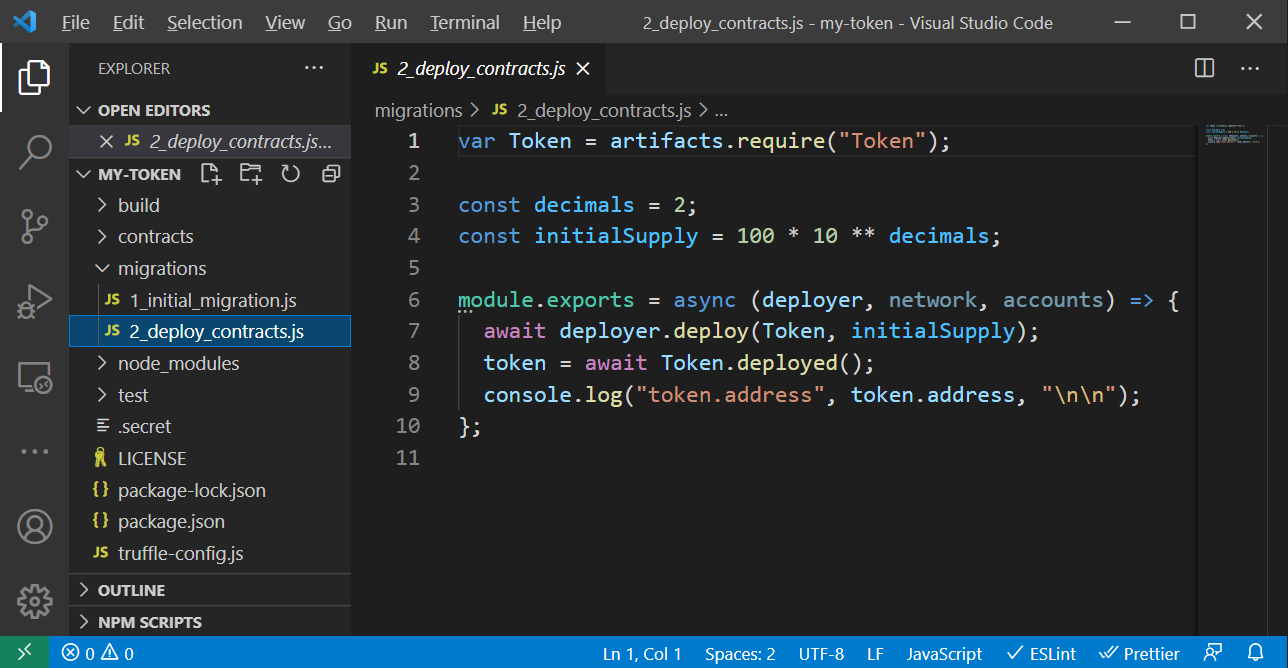 File Edit Selection View Go Run Terminal Help 2_deploy_contracts.js - my-token - Visual Studio Code
EXPLORER
OPEN EDITORS
JS 2_deploy_contracts.js...
MY-TOKEN
build
contracts
migrations
JS 1_initial_migration.js
JS 2_deploy_contracts.js
node_modules
test
.secret
LICENSE
{} package-lock.json
{} package.json
JS truffle-config.js
OUTLINE
NPM SCRIPTS
JS 2_deploy_contracts.js
migrations > JS 2_deploy_contracts.js > ...
1 var Token = artifacts.require("Token");
2
3 const decimals = 2;
4 const initialSupply = 100 * 10 ** decimals;
5
6 module.exports = async (deployer, network, accounts) => {
7 await deployer.deploy(Token, initialSupply);
8 token = await Token.deployed();
9 console.log("token.address", token.address, "\n\n");
10 };
11
0 0 Ln 1, Col 1 Spaces: 2 UTF-8 LF JavaScript ESLint Prettier